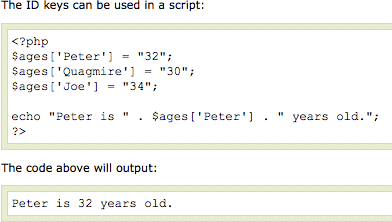 The ID keys can be used in a script:
<?php
$ages['Peter'] = "32";
$ages['Quagmire'] = "30";
$ages['Joe'] = "34";
echo "Peter is " . $ages['Peter'] . " years old.";
?>
The code above will output:
Peter is 32 years old.